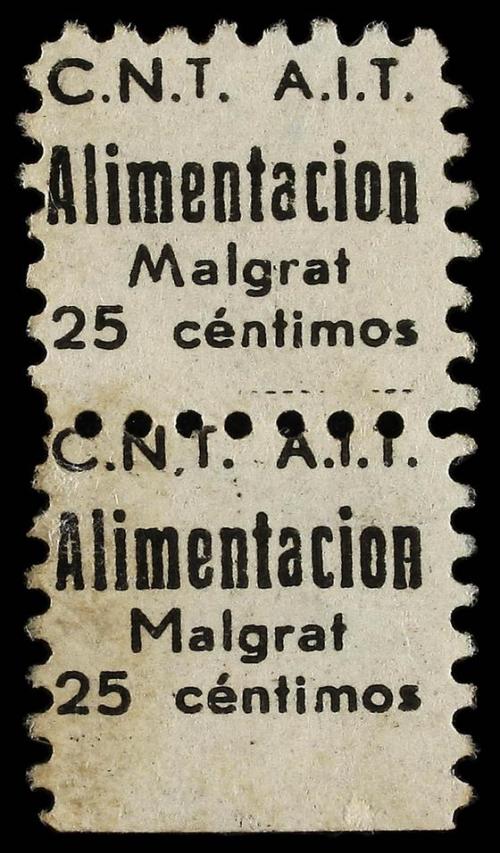 C.N.T. A.I.T.
Alimentacion
Malgrat
25 céntimos
C.N.T. A.I.T.
Alimentacion
Malgrat
25 céntimos